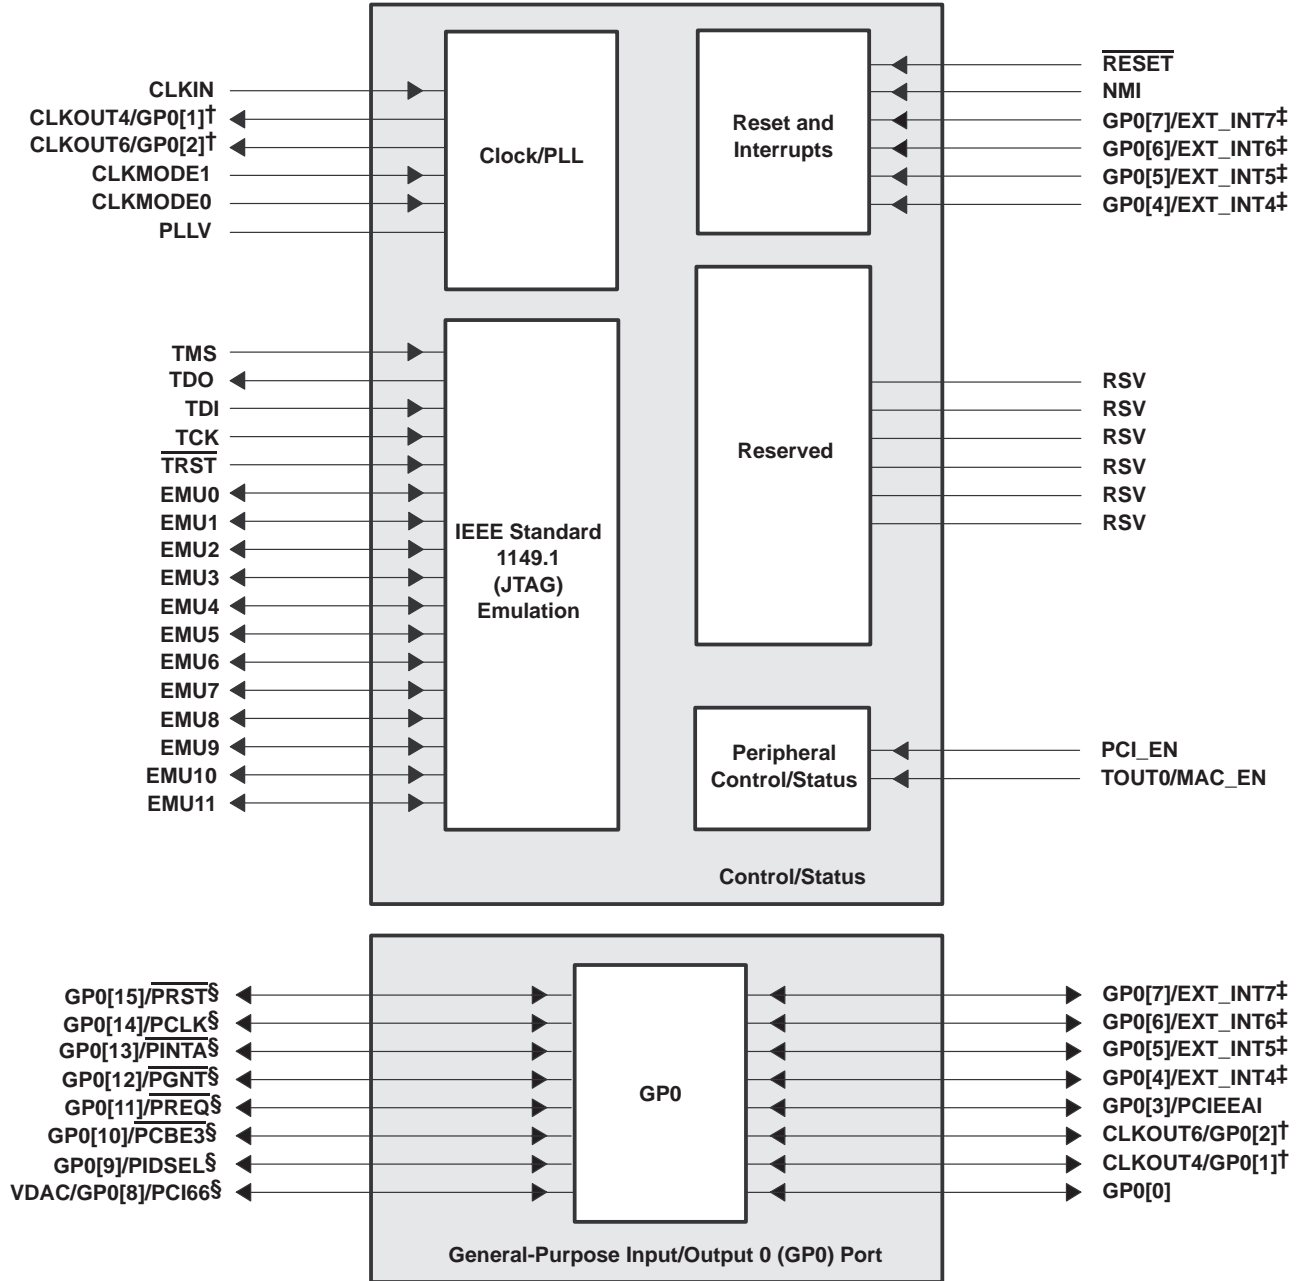 CLKIN
CLKOUT4/GP0[1]†
CLKOUT6/GP0[2]†
CLKMODE1
CLKMODE0
PLLV
Clock/PLL
Reset and
Interrupts
RESET
NMI
GP0[7]/EXT_INT7‡
GP0[6]/EXT_INT6‡
GP0[5]/EXT_INT5‡
GP0[4]/EXT_INT4‡
TMS
TDO
TDI
TCK
TRST
EMU0
EMU1
EMU2
EMU3
EMU4
EMU5
EMU6
EMU7
EMU8
EMU9
EMU10
EMU11
IEEE Standard
1149.1
(JTAG)
Emulation
Reserved
RSV
RSV
RSV
RSV
RSV
RSV
Peripheral
Control/Status
PCI_EN
TOUT0/MAC_EN
Control/Status
GP0[15]/PRST§
GP0[14]/PCLK§
GP0[13]/PINTA§
GP0[12]/PGNT§
GP0[11]/PREQ§
GP0[10]/PCBE3§
GP0[9]/PIDSEL§
VDAC/GP0[8]/PCI66§
GP0
GP0[7]/EXT_INT7‡
GP0[6]/EXT_INT6‡
GP0[5]/EXT_INT5‡
GP0[4]/EXT_INT4‡
GP0[3]/PCIEEAI
CLKOUT6/GP0[2]†
CLKOUT4/GP0[1]†
GP0[0]
General-Purpose Input/Output 0 (GP0) Port